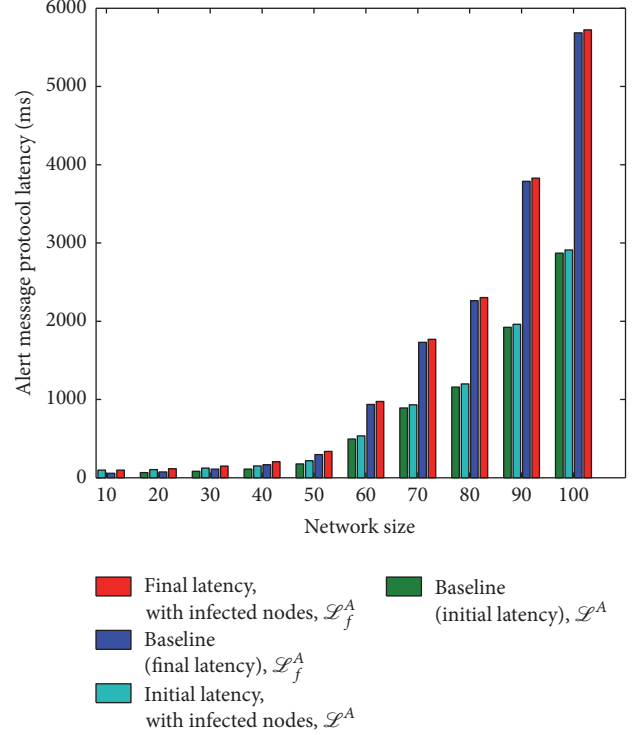 Alert message protocol latency (ms)
6000
5000
4000
3000
2000
1000
0
10 20 30 40 50 60 70 80 90 100
Network size
Final latency,
with infected nodes, ℒ_f^A
Baseline
(final latency), ℒ_f^A
Initial latency,
with infected nodes, ℒ^A
Baseline
(initial latency), ℒ^A